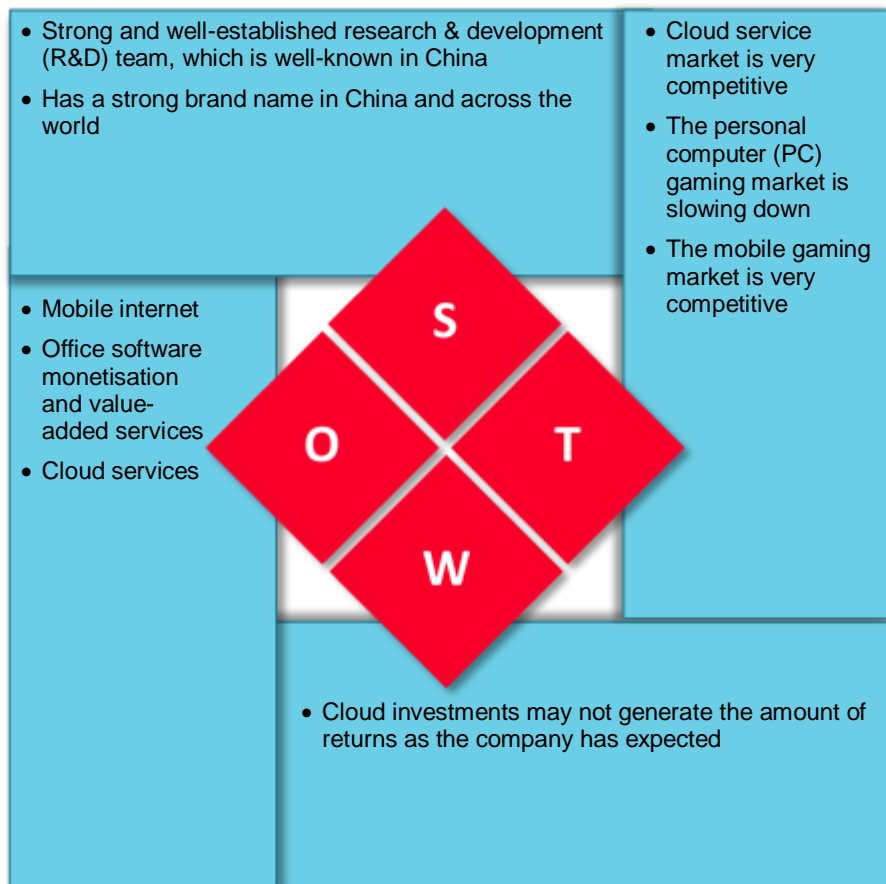 • Strong and well-established research & development
(R&D) team, which is well-known in China
• Has a strong brand name in China and across the
world
• Cloud service
market is very
competitive
• The personal
computer (PC)
gaming market is
slowing down
• The mobile gaming
market is very
competitive
• Mobile internet
• Office software
monetisation
and value-
added services
• Cloud services
S
O
T
W
• Cloud investments may not generate the amount of
returns as the company has expected